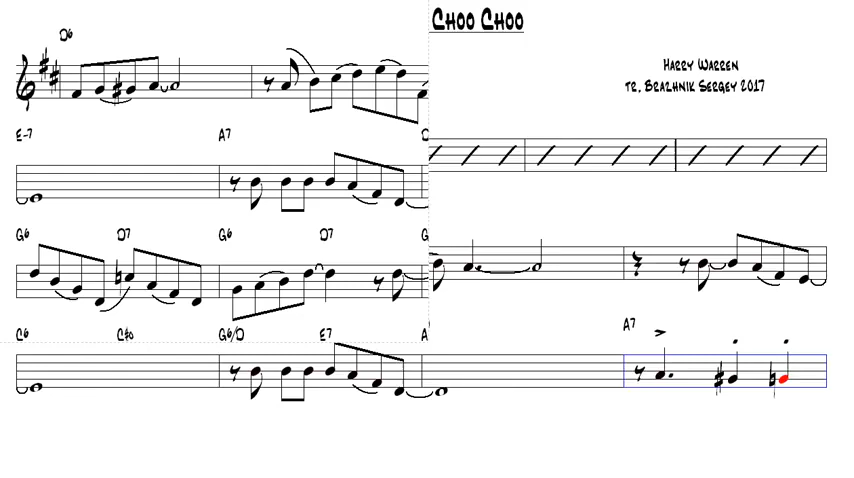 Choo Choo
D6
Harry Warren
tr. Brazhnik Sergey 2017
E-7 A7
G6 D7 G6 D7
C6 C#o G6/D E7 A
A7